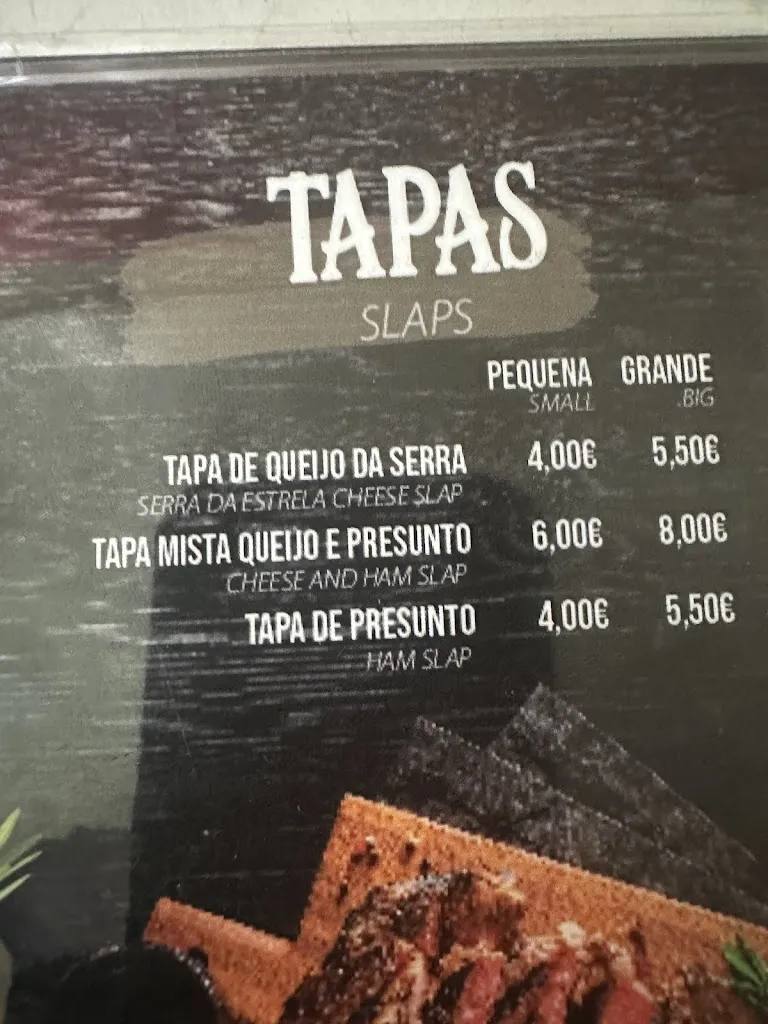 TAPAS
SLAPS
PEQUENA GRANDE
SMALL BIG
TAPA DE QUEIJO DA SERRA 4,00€ 5,50€
SERRA DA ESTRELA CHEESE SLAP
TAPA MISTA QUEIJO E PRESUNTO 6,00€ 8,00€
CHEESE AND HAM SLAP
TAPA DE PRESUNTO 4,00€ 5,50€
HAM SLAP